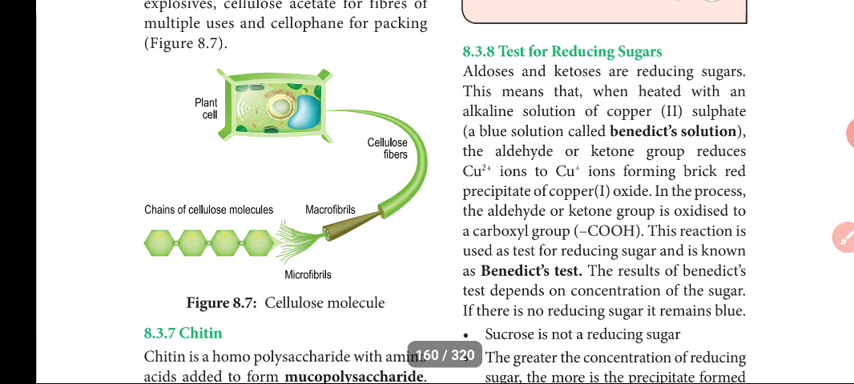 explosives, cellulose acetate for fibres of
multiple uses and cellophane for packing
(Figure 8.7).
Plant
cell
Cellulose
fibers
Chains of cellulose molecules
Macrofibrils
Microfibrils
Figure 8.7: Cellulose molecule
8.3.7 Chitin
Chitin is a homo polysaccharide with amino
acids added to form mucopolysaccharide.
160 / 320
8.3.8 Test for Reducing Sugars
Aldoses and ketoses are reducing sugars.
This means that, when heated with an
alkaline solution of copper (II) sulphate
(a blue solution called benedict's solution),
the aldehyde or ketone group reduces
Cu²⁺ ions to Cu⁺ ions forming brick red
precipitate of copper(I) oxide. In the process,
the aldehyde or ketone group is oxidised to
a carboxyl group (–COOH). This reaction is
used as test for reducing sugar and is known
as Benedict's test. The results of benedict's
test depends on concentration of the sugar.
If there is no reducing sugar it remains blue.
• Sucrose is not a reducing sugar
The greater the concentration of reducing
sugar, the more is the precipitate formed